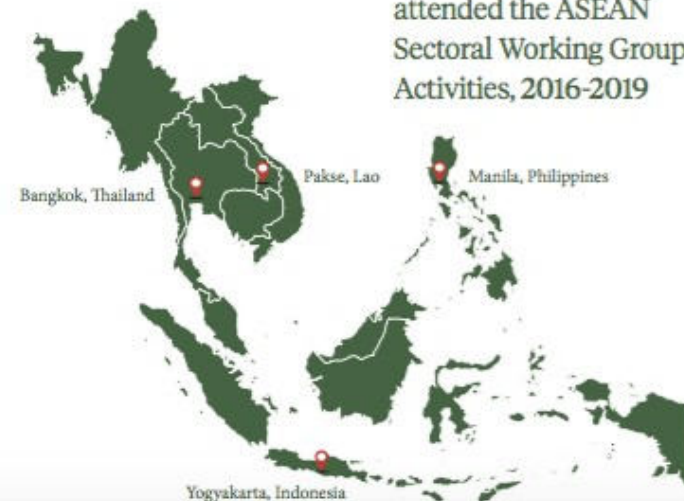 attended the ASEAN
Sectoral Working Group
Activities, 2016-2019
Pakse, Lao
Manila, Philippines
Bangkok, Thailand
Yogyakarta, Indonesia